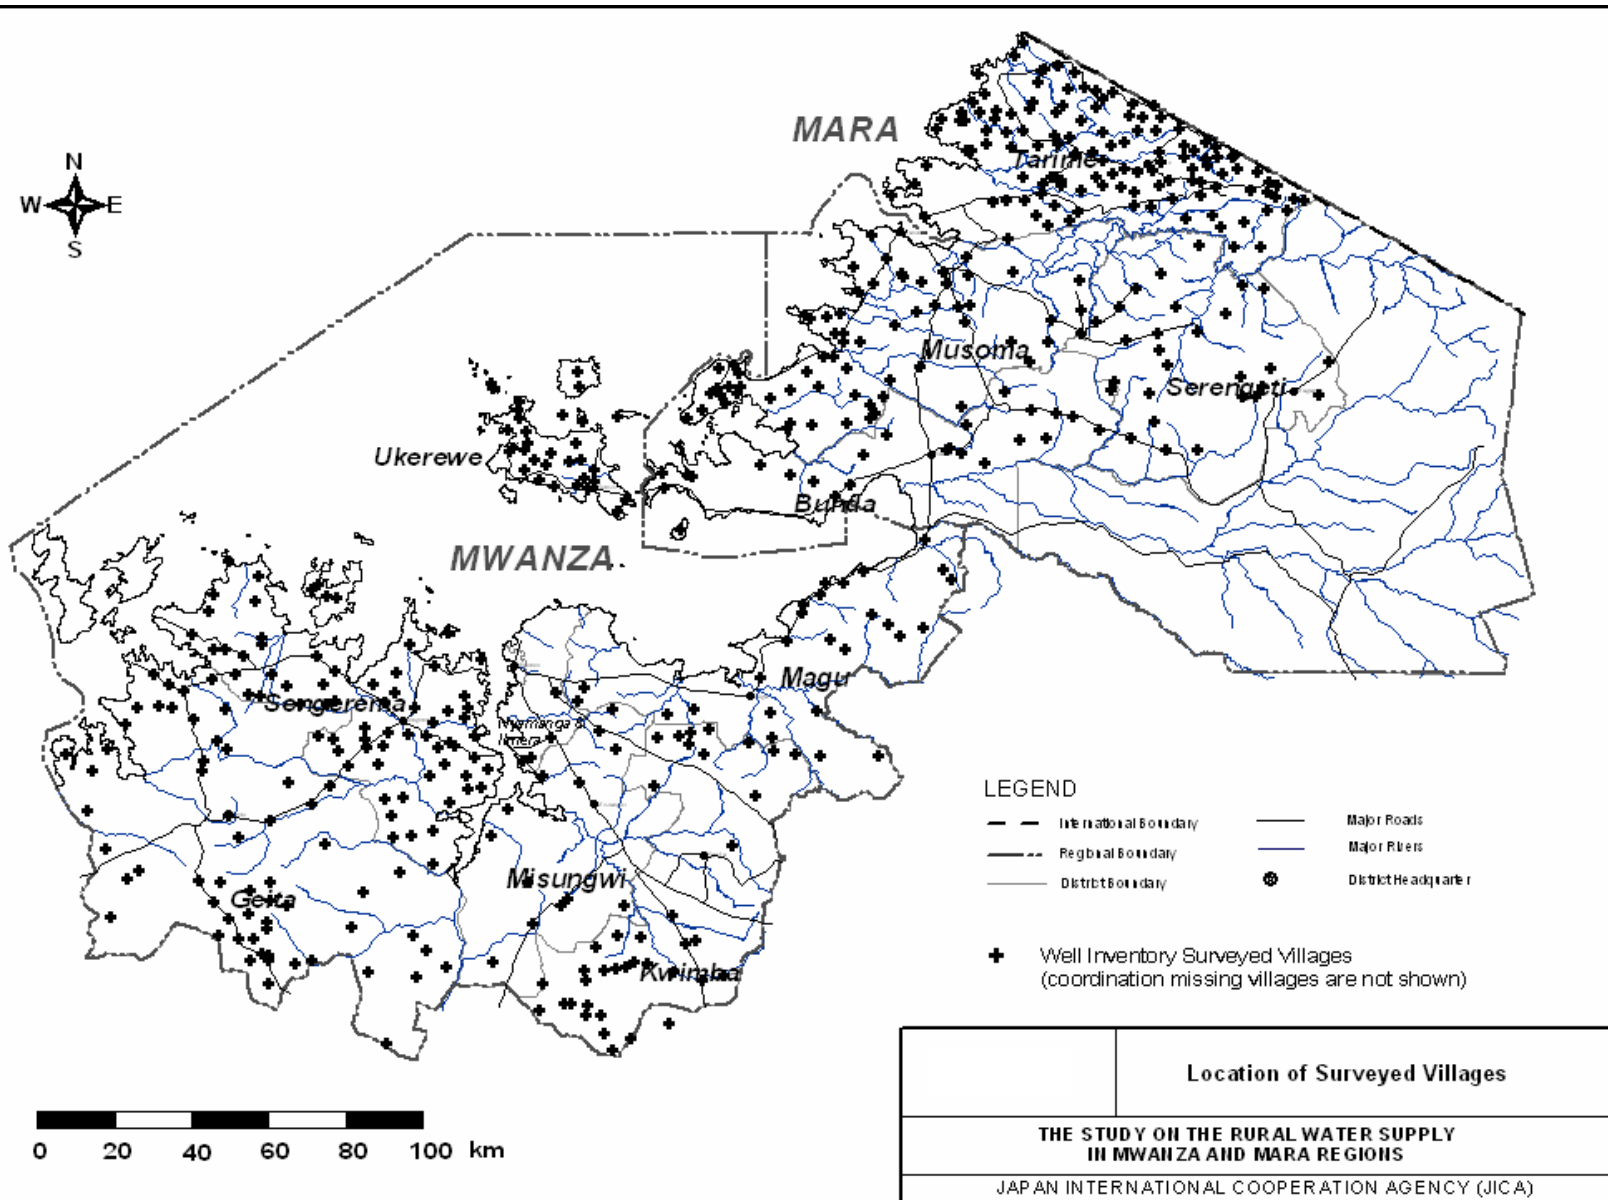 MARA
Tarime
N
W E
S
Musoma
Serengeti
Ukerewe
Bunda
MWANZA
Magu
Sengerema
Nyamanga &
Ilmera
Misungwi
Geita
Kwimba
LEGEND
International Boundary
Regional Boundary
District Boundary
Major Roads
Major Rivers
District Headquarter
Well Inventory Surveyed Villages
(coordination missing villages are not shown)
0 20 40 60 80 100 km
Location of Surveyed Villages
THE STUDY ON THE RURAL WATER SUPPLY
IN MWANZA AND MARA REGIONS
JAPAN INTERNATIONAL COOPERATION AGENCY (JICA)